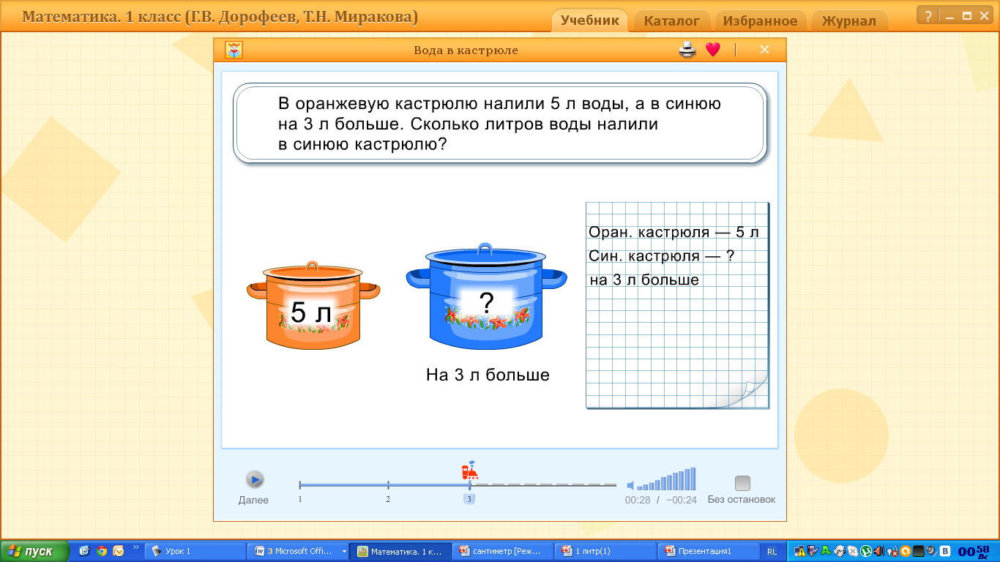 Математика. 1 класс (Г.В. Дорофеев, Т.Н. Миракова)
Учебник
Каталог
Избранное
Журнал
?
Вода в кастрюле
В оранжевую кастрюлю налили 5 л воды, а в синюю
на 3 л больше. Сколько литров воды налили
в синюю кастрюлю?
5 л
?
На 3 л больше
Оран. кастрюля — 5 л
Син. кастрюля — ?
на 3 л больше
Далее
1
2
3
00:28 / −00:24
Без остановок
пуск
Урок 1
3 Microsoft Offi...
Математика. 1 к...
сантиметр [Реж...
1 литр(1)
Презентация1
RL
00 58
Вс